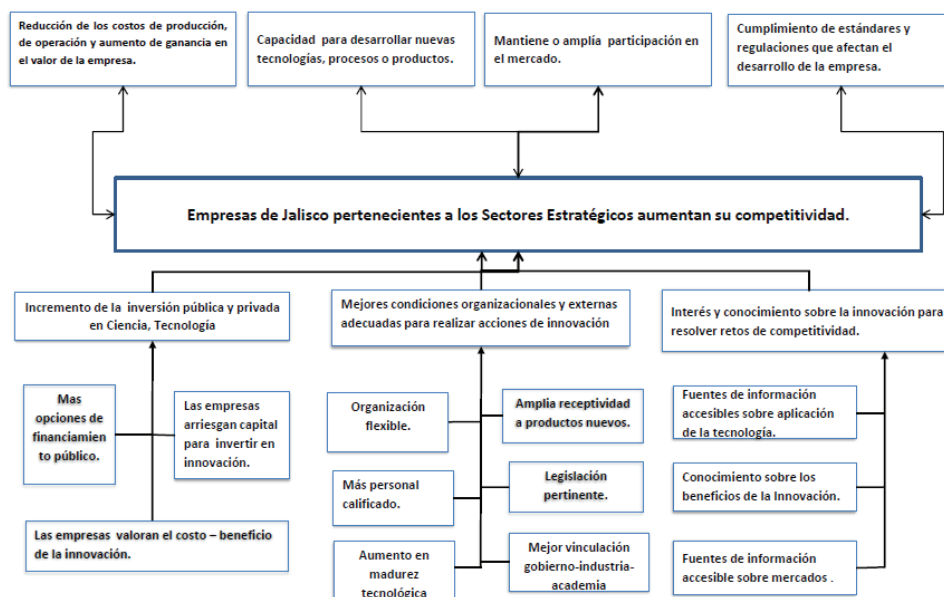 Reducción de los costos de producción,
de operación y aumento de ganancia en
el valor de la empresa.
Capacidad para desarrollar nuevas
tecnologías, procesos o productos.
Mantiene o amplía participación en
el mercado.
Cumplimiento de estándares y
regulaciones que afectan el
desarrollo de la empresa.
Empresas de Jalisco pertenecientes a los Sectores Estratégicos aumentan su competitividad.
Incremento de la inversión pública y privada
en Ciencia, Tecnología
Mejores condiciones organizacionales y externas
adecuadas para realizar acciones de innovación
Interés y conocimiento sobre la innovación para
resolver retos de competitividad.
Mas
opciones de
financiamien
to público.
Las empresas
arriesgan capital
para invertir en
innovación.
Las empresas valoran el costo – beneficio
de la innovación.
Organización
flexible.
Amplia receptividad
a productos nuevos.
Más personal
calificado.
Legislación
pertinente.
Aumento en
madurez
tecnológica
Mejor vinculación
gobierno-industria-
academia
Fuentes de información
accesibles sobre aplicación
de la tecnología.
Conocimiento sobre los
beneficios de la Innovación.
Fuentes de información
accesible sobre mercados .